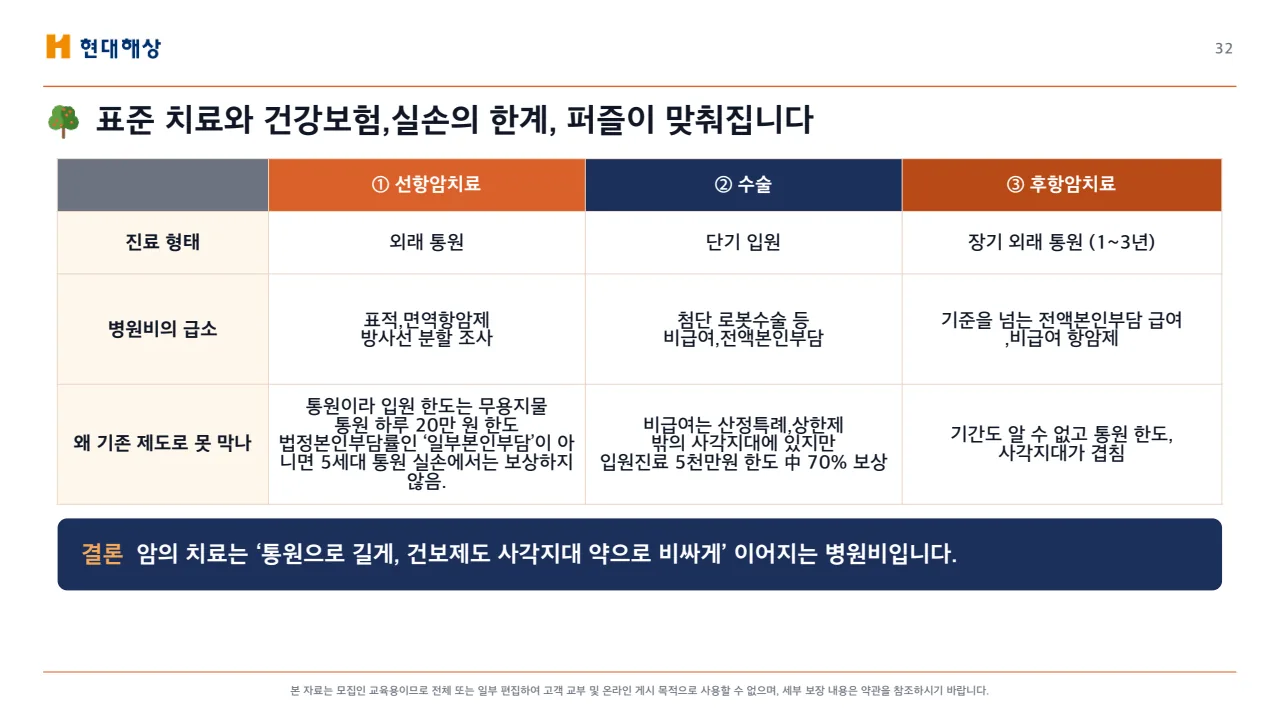 현대해상
32
표준 치료와 건강보험,실손의 한계, 퍼즐이 맞춰집니다
① 선항암치료
② 수술
③ 후항암치료
진료 형태
외래 통원
단기 입원
장기 외래 통원 (1~3년)
병원비의 급소
표적,면역항암제
방사선 분할 조사
첨단 로봇수술 등
비급여,전액본인부담
기준을 넘는 전액본인부담 급여
,비급여 항암제
왜 기존 제도로 못 막나
통원이라 입원 한도는 무용지물
통원 하루 20만 원 한도
법정본인부담률인 ‘일부본인부담’이 아
니면 5세대 통원 실손에서는 보상하지
않음.
비급여는 산정특례,상한제
밖의 사각지대에 있지만
입원진료 5천만원 한도 中 70% 보상
기간도 알 수 없고 통원 한도,
사각지대가 겹침
결론 암의 치료는 ‘통원으로 길게, 건보제도 사각지대 약으로 비싸게’ 이어지는 병원비입니다.
본 자료는 모집인 교육용이므로 전체 또는 일부 편집하여 고객 교부 및 온라인 게시 목적으로 사용할 수 없으며, 세부 보장 내용은 약관을 참조하시기 바랍니다.